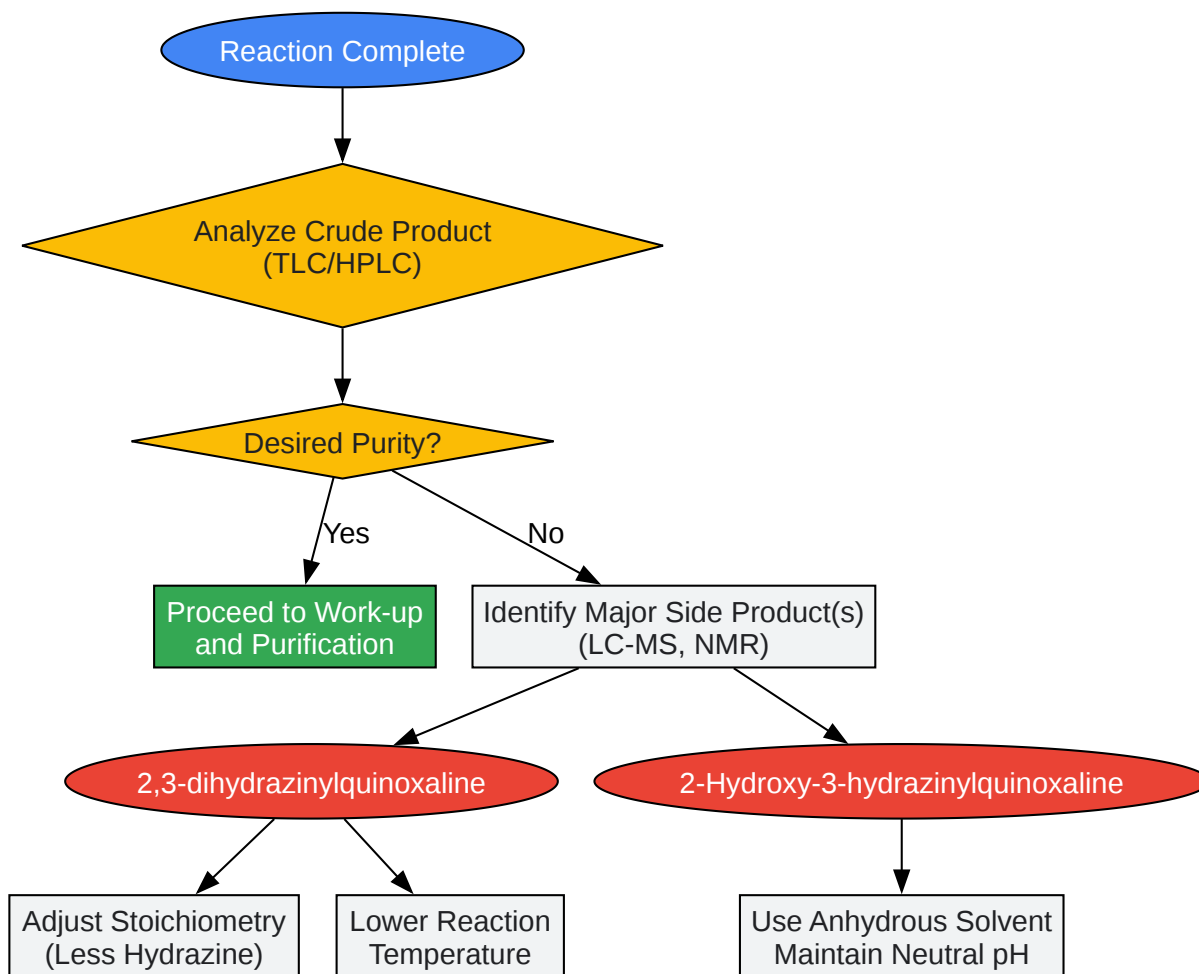 Reaction Complete
Analyze Crude Product
(TLC/HPLC)
Desired Purity?
Yes
No
Proceed to Work-up
and Purification
Identify Major Side Product(s)
(LC-MS, NMR)
2,3-dihydrazinylquinoxaline
2-Hydroxy-3-hydrazinylquinoxaline
Adjust Stoichiometry
(Less Hydrazine)
Lower Reaction
Temperature
Use Anhydrous Solvent
Maintain Neutral pH